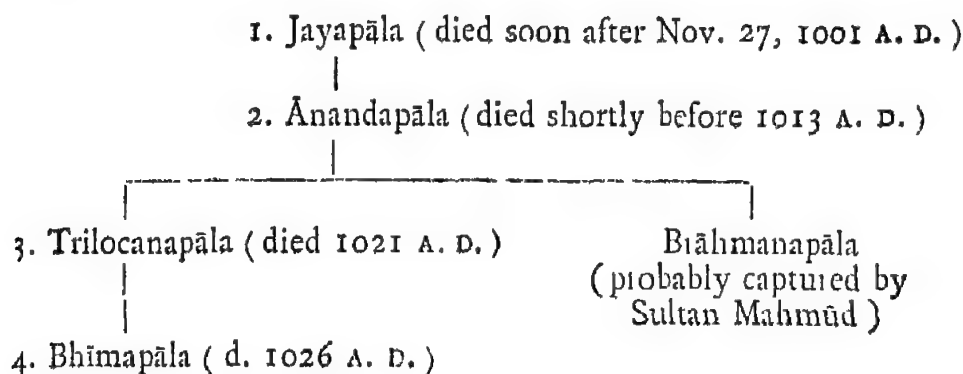 1. Jayapāla ( died soon after Nov. 27, 1001 A. D. )
2. Ānandapāla ( died shortly before 1013 A. D. )
3. Trilocanapāla ( died 1021 A. D. )
Brāhmanapāla
( probably captured by
Sultan Mahmūd )
4. Bhīmapāla ( d. 1026 A. D. )